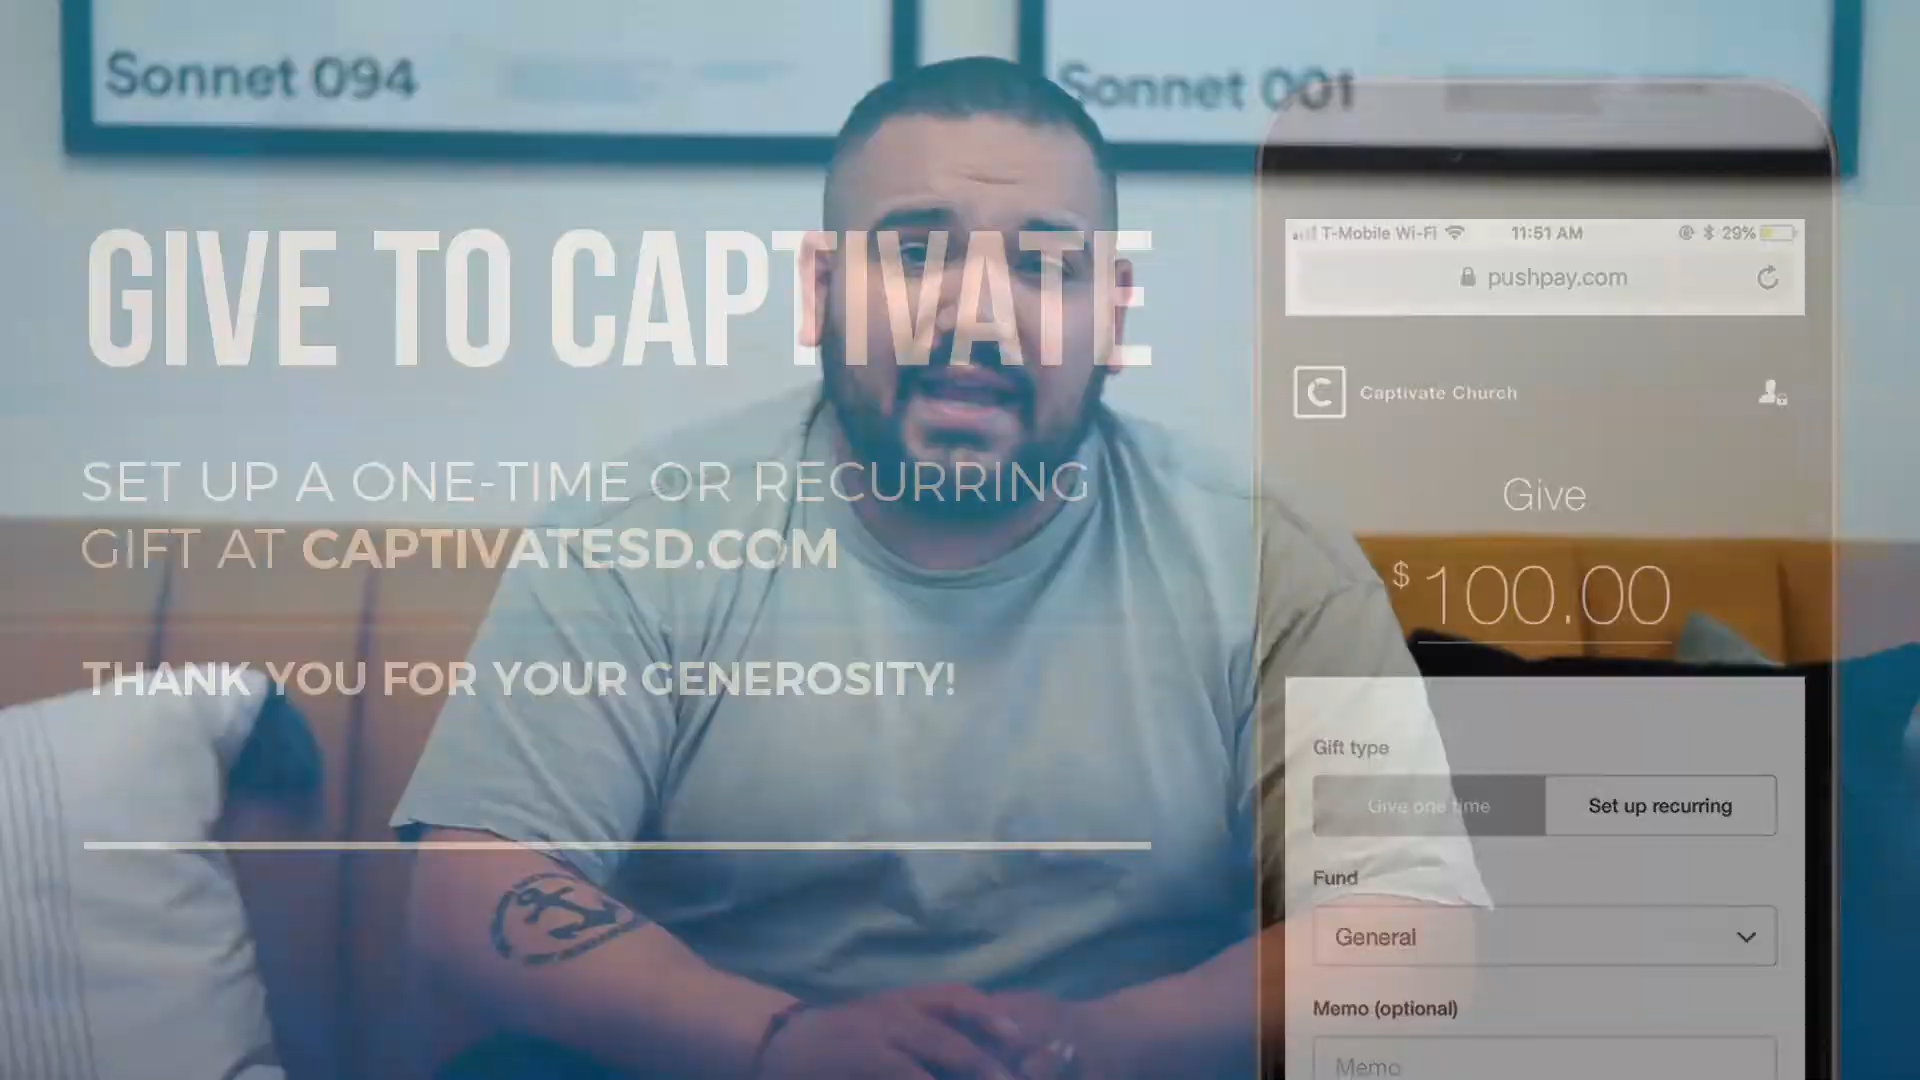 Sonnet 094
Sonnet 001
GIVE TO CAPTIVATE
SET UP A ONE-TIME OR RECURRING
GIFT AT CAPTIVATESD.COM
THANK YOU FOR YOUR GENEROSITY!
T-Mobile Wi-Fi 11:51 AM 29%
pushpay.com
C Captivate Church
Give
$100.00
Gift type
Give one time Set up recurring
Fund
General
Memo (optional)
Memo